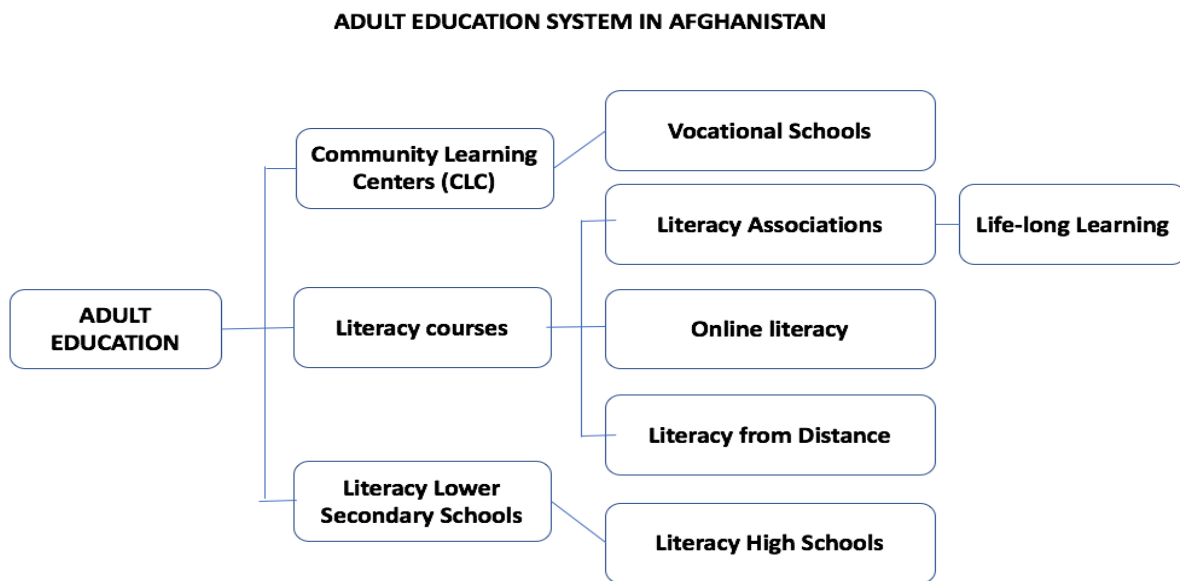 ADULT EDUCATION SYSTEM IN AFGHANISTAN
ADULT
EDUCATION
Community Learning
Centers (CLC)
Vocational Schools
Literacy courses
Literacy Associations
Life-long Learning
Online literacy
Literacy from Distance
Literacy Lower
Secondary Schools
Literacy High Schools